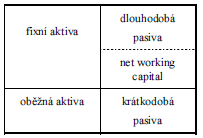 fixní aktiva
dlouhodobá
pasiva
net working
capital
oběžná aktiva
krátkodobá
pasiva